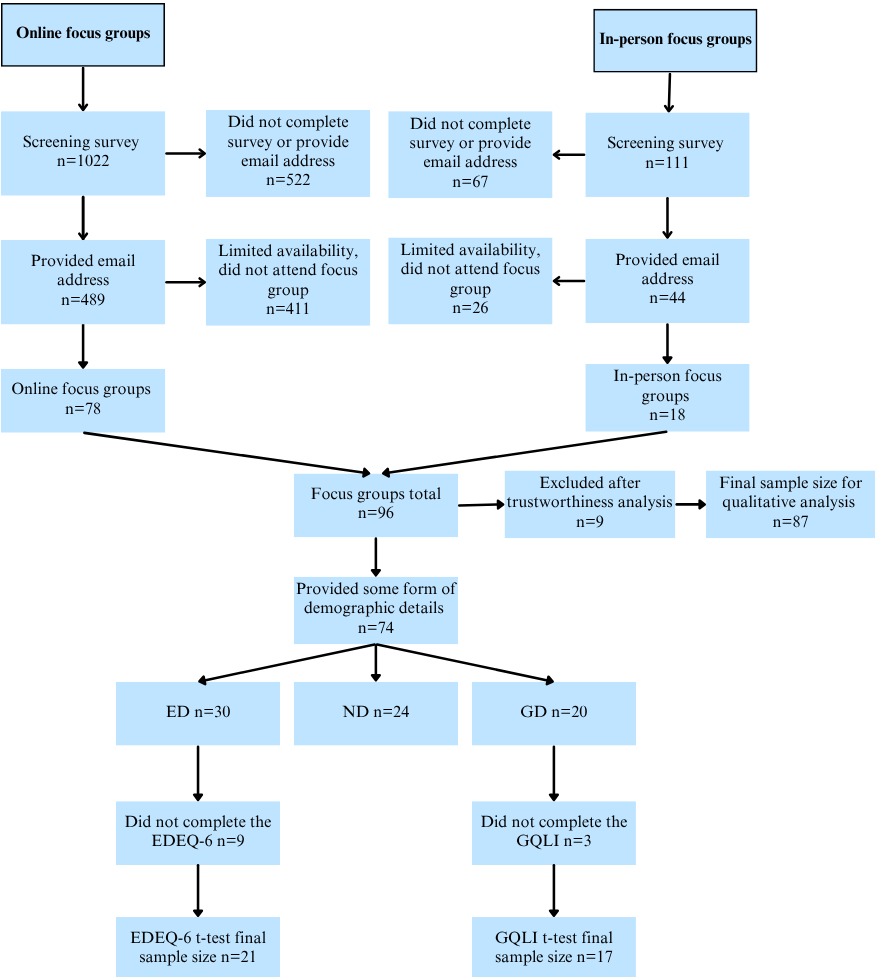 Online focus groups
In-person focus groups
Screening survey
n=1022
Did not complete
survey or provide
email address
n=522
Did not complete
survey or provide
email address
n=67
Screening survey
n=111
Provided email
address
n=489
Limited availability,
did not attend focus
group
n=411
Limited availability,
did not attend focus
group
n=26
Provided email
address
n=44
Online focus groups
n=78
In-person focus
groups
n=18
Focus groups total
n=96
Excluded after
trustworthiness analysis
n=9
Final sample size for
qualitative analysis
n=87
Provided some form of
demographic details
n=74
ED n=30
ND n=24
GD n=20
Did not complete the
EDEQ-6 n=9
Did not complete the
GQLI n=3
EDEQ-6 t-test final
sample size n=21
GQLI t-test final
sample size n=17